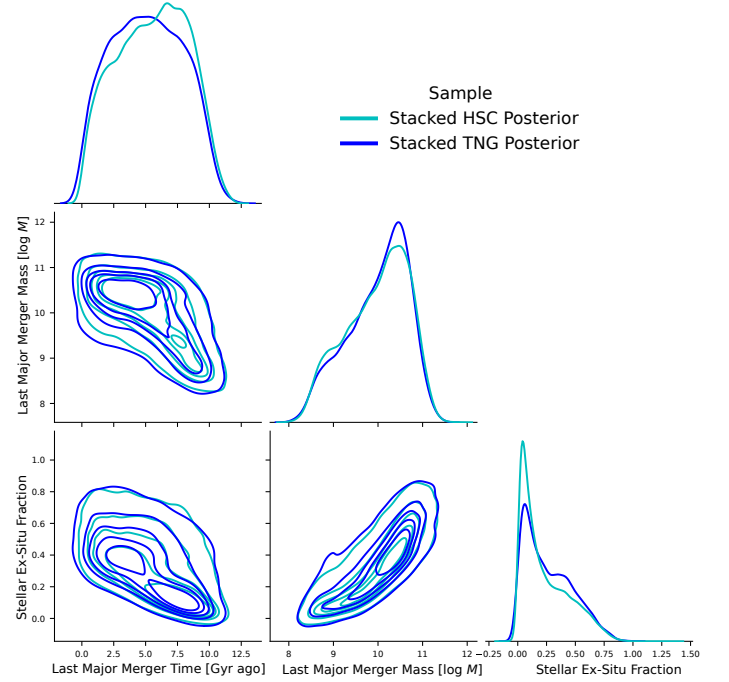 Sample
Stacked HSC Posterior
Stacked TNG Posterior
12
11
10
9
8
Last Major Merger Mass [log M]
1.0
0.8
0.6
0.4
0.2
0.0
Stellar Ex-Situ Fraction
0.0 2.5 5.0 7.5 10.0 12.5
Last Major Merger Time [Gyr ago]
8 9 10 11 12
Last Major Merger Mass [log M]
−0.25 0.00 0.25 0.50 0.75 1.00 1.25 1.50
Stellar Ex-Situ Fraction